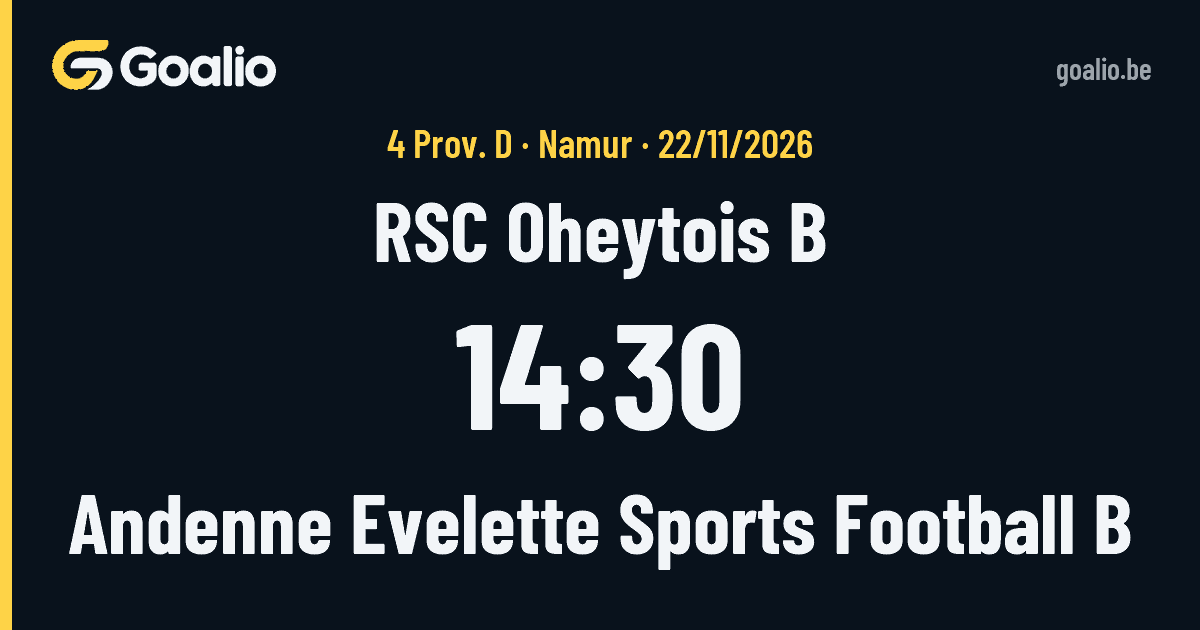 Goalio
goalio.be
4 Prov. D · Namur · 22/11/2026
RSC Oheytois B
14:30
Andenne Evelette Sports Football B